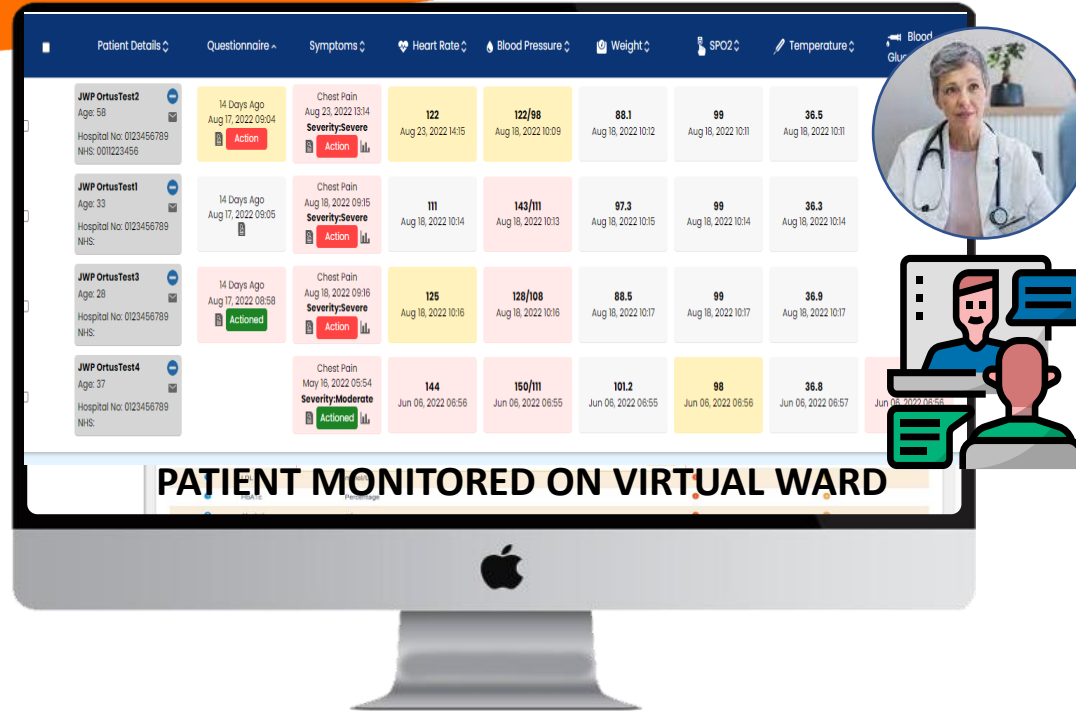 Patient Details
Questionnaire
Symptoms
Heart Rate
Blood Pressure
Weight
SPO2
Temperature
Blood
JWP OrtusTest2
Age: 58
Hospital No: 0123456789
NHS: 0011223456
14 Days Ago
Aug 17, 2022 09:04
Action
Chest Pain
Aug 23, 2022 13:14
Severity:Severe
Action
122
Aug 23, 2022 14:15
122/98
Aug 18, 2022 10:09
88.1
Aug 18, 2022 10:12
99
Aug 18, 2022 10:11
36.5
Aug 18, 2022 10:11
JWP OrtusTest1
Age: 33
Hospital No: 0123456789
NHS:
14 Days Ago
Aug 17, 2022 09:05
Chest Pain
Aug 18, 2022 09:15
Severity:Severe
Action
111
Aug 18, 2022 10:14
143/111
Aug 18, 2022 10:13
97.3
Aug 18, 2022 10:15
99
Aug 18, 2022 10:14
36.3
Aug 18, 2022 10:14
JWP OrtusTest3
Age: 28
Hospital No: 0123456789
NHS:
14 Days Ago
Aug 17, 2022 08:58
Actioned
Chest Pain
Aug 18, 2022 09:16
Severity:Severe
Action
125
Aug 18, 2022 10:16
128/108
Aug 18, 2022 10:16
88.5
Aug 18, 2022 10:17
99
Aug 18, 2022 10:17
36.9
Aug 18, 2022 10:17
JWP OrtusTest4
Age: 37
Hospital No: 0123456789
NHS:
Chest Pain
May 16, 2022 05:54
Severity:Moderate
Actioned
144
Jun 06, 2022 06:56
150/111
Jun 06, 2022 06:55
101.2
Jun 06, 2022 06:55
98
Jun 06, 2022 06:56
36.8
Jun 06, 2022 06:57
Jun 06, 2022 06:56
PATIENT MONITORED ON VIRTUAL WARD
Percentage